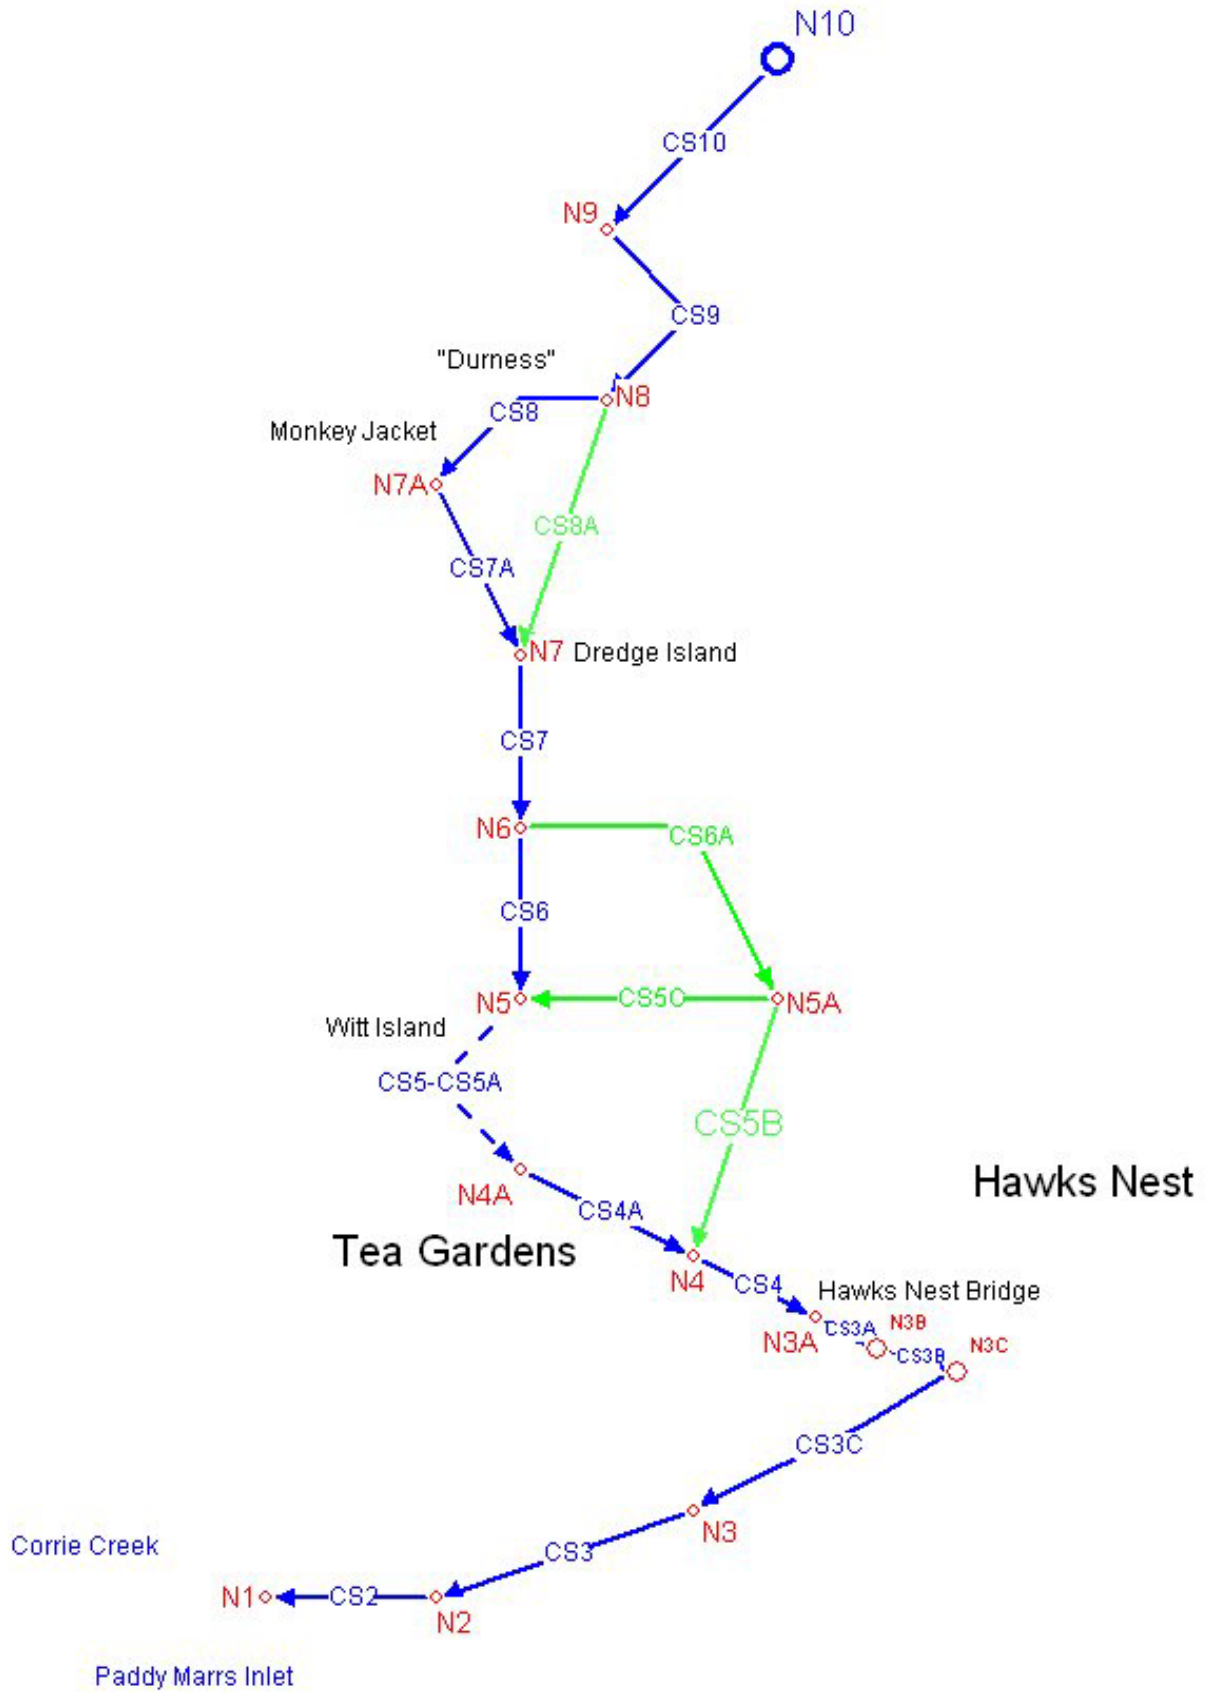 N10
CS10
N9
CS9
"Durness"
N8
CS8
Monkey Jacket
N7A
CS8A
CS7A
N7 Dredge Island
CS7
N6
CS6A
CS6
N5
CS5C
N5A
Witt Island
CS5-CS5A
CS5B
Hawks Nest
N4A
CS4A
Tea Gardens
N4
CS4
Hawks Nest Bridge
N3A
CS3A
N3B
CS3B
N3C
CS3C
N3
Corrie Creek
CS3
N1
CS2
N2
Paddy Marrs Inlet